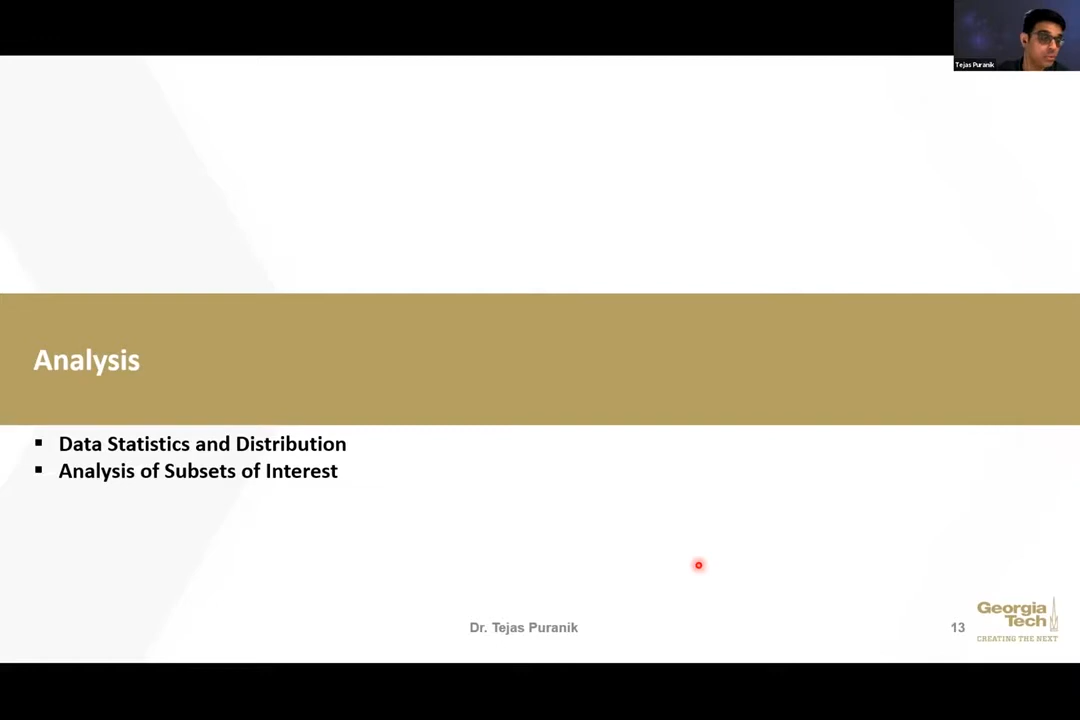 Tejas Puranik
Analysis
▪ Data Statistics and Distribution
▪ Analysis of Subsets of Interest
Dr. Tejas Puranik
13
Georgia
Tech
CREATING THE NEXT